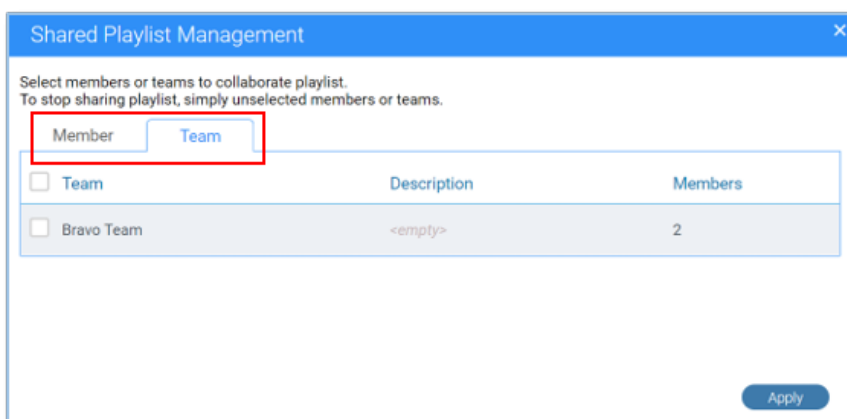 Shared Playlist Management
Select members or teams to collaborate playlist.
To stop sharing playlist, simply unselected members or teams.
Member Team
Team Description Members
Bravo Team <empty> 2
Apply